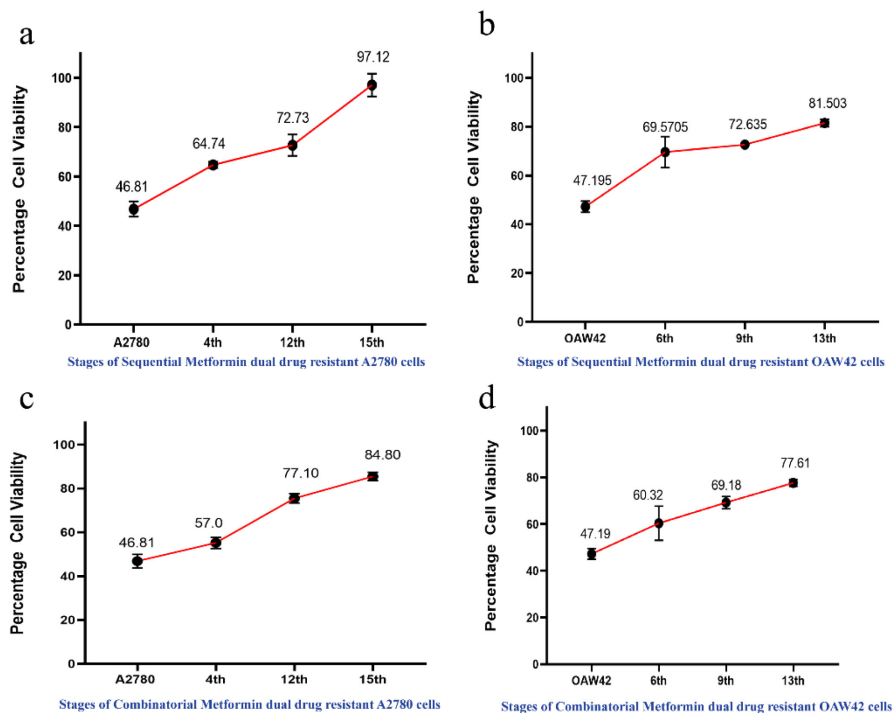 a
Percentage Cell Viability
100
80
60
40
20
0
46.81
64.74
72.73
97.12
A2780
4th
12th
15th
Stages of Sequential Metformin dual drug resistant A2780 cells
b
Percentage Cell Viability
100
80
60
40
20
0
47.195
69.5705
72.635
81.503
OAW42
6th
9th
13th
Stages of Sequential Metformin dual drug resistant OAW42 cells
c
Percentage Cell Viability
100
80
60
40
20
0
46.81
57.0
77.10
84.80
A2780
4th
12th
15th
Stages of Combinatorial Metformin dual drug resistant A2780 cells
d
Percentage Cell Viability
100
80
60
40
20
0
47.19
60.32
69.18
77.61
OAW42
6th
9th
13th
Stages of Combinatorial Metformin dual drug resistant OAW42 cells